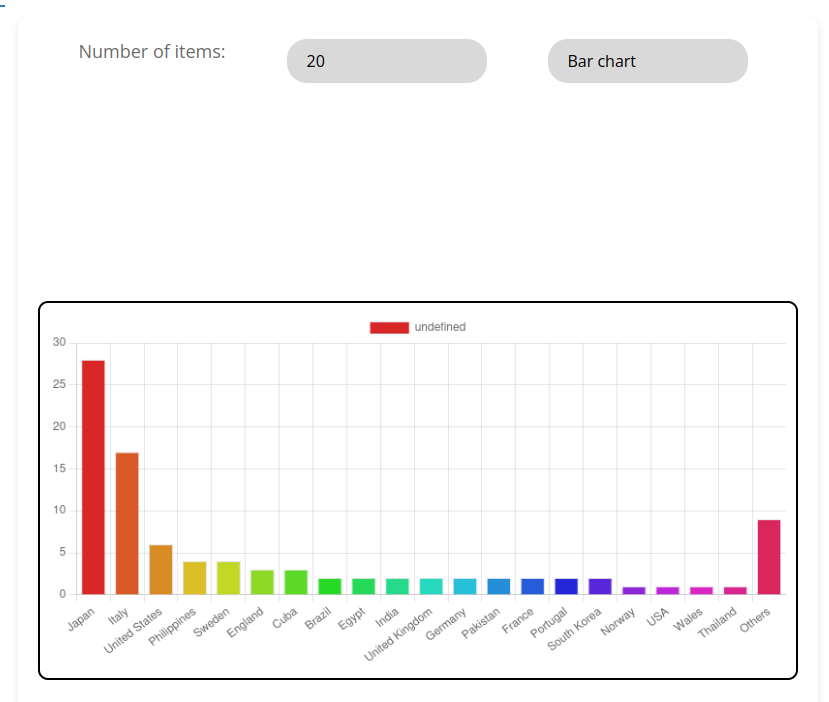 Number of items:
20
Bar chart
undefined
30
25
20
15
10
5
0
Japan
Italy
United States
Philippines
Sweden
England
Cuba
Brazil
Egypt
India
United Kingdom
Germany
Pakistan
France
Portugal
South Korea
Norway
USA
Wales
Thailand
Others